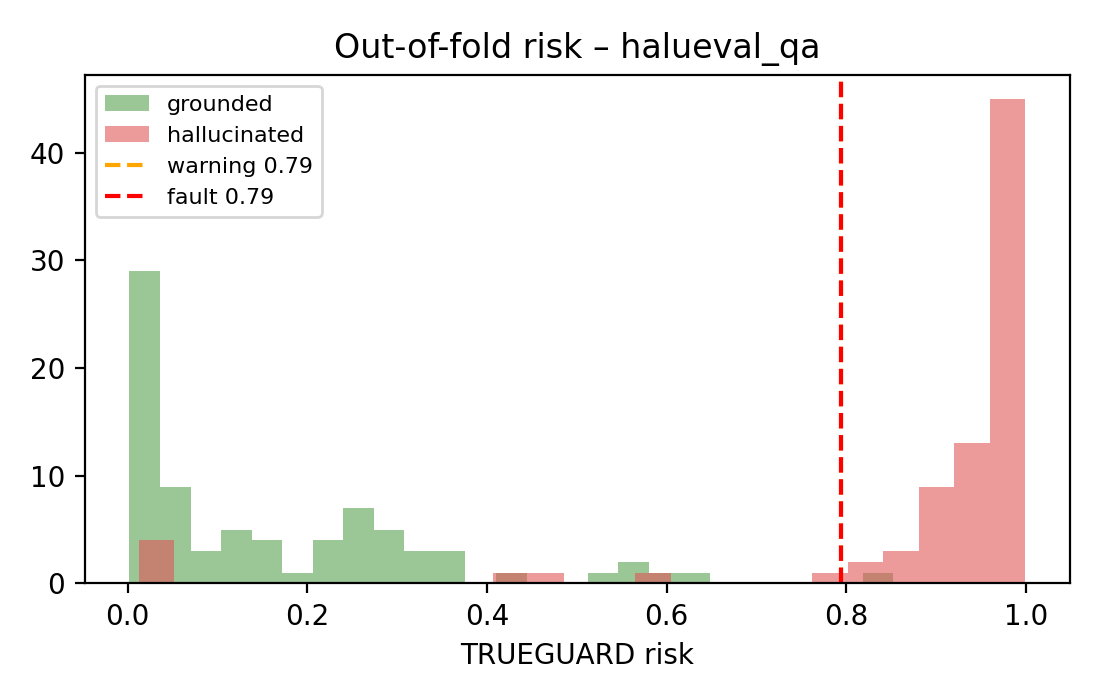 Out-of-fold risk – halueval_qa
grounded
hallucinated
warning 0.79
fault 0.79
40
30
20
10
0
0.0 0.2 0.4 0.6 0.8 1.0
TRUEGUARD risk